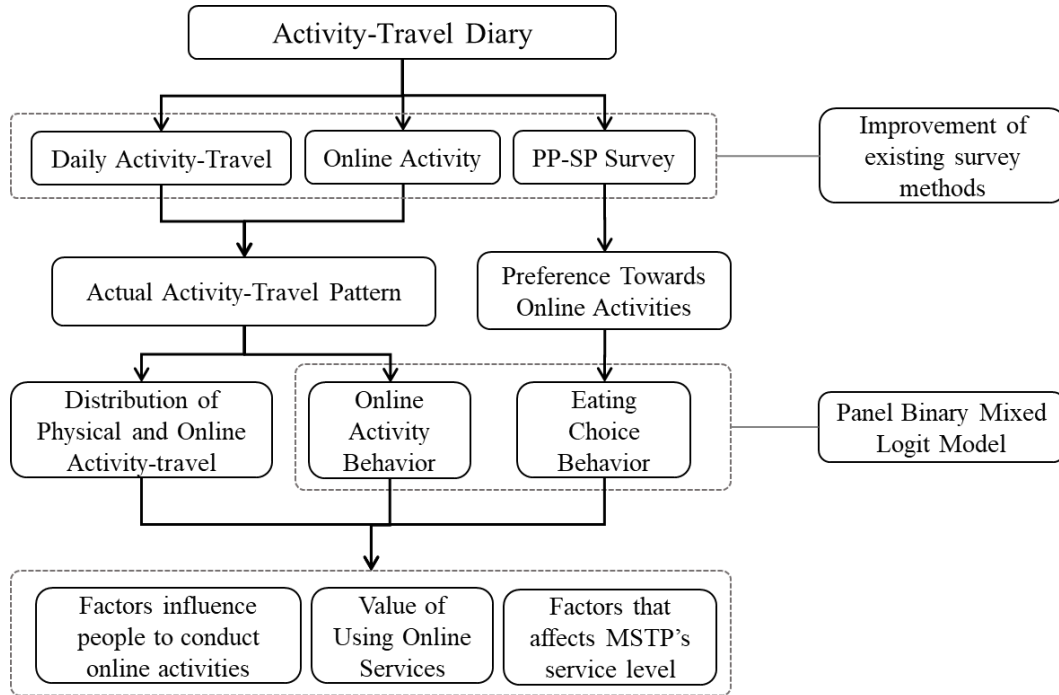 Activity-Travel Diary
Daily Activity-Travel
Online Activity
PP-SP Survey
Improvement of
existing survey
methods
Actual Activity-Travel Pattern
Preference Towards
Online Activities
Distribution of
Physical and Online
Activity-travel
Online
Activity
Behavior
Eating
Choice
Behavior
Panel Binary Mixed
Logit Model
Factors influence
people to conduct
online activities
Value of
Using Online
Services
Factors that
affects MSTP’s
service level